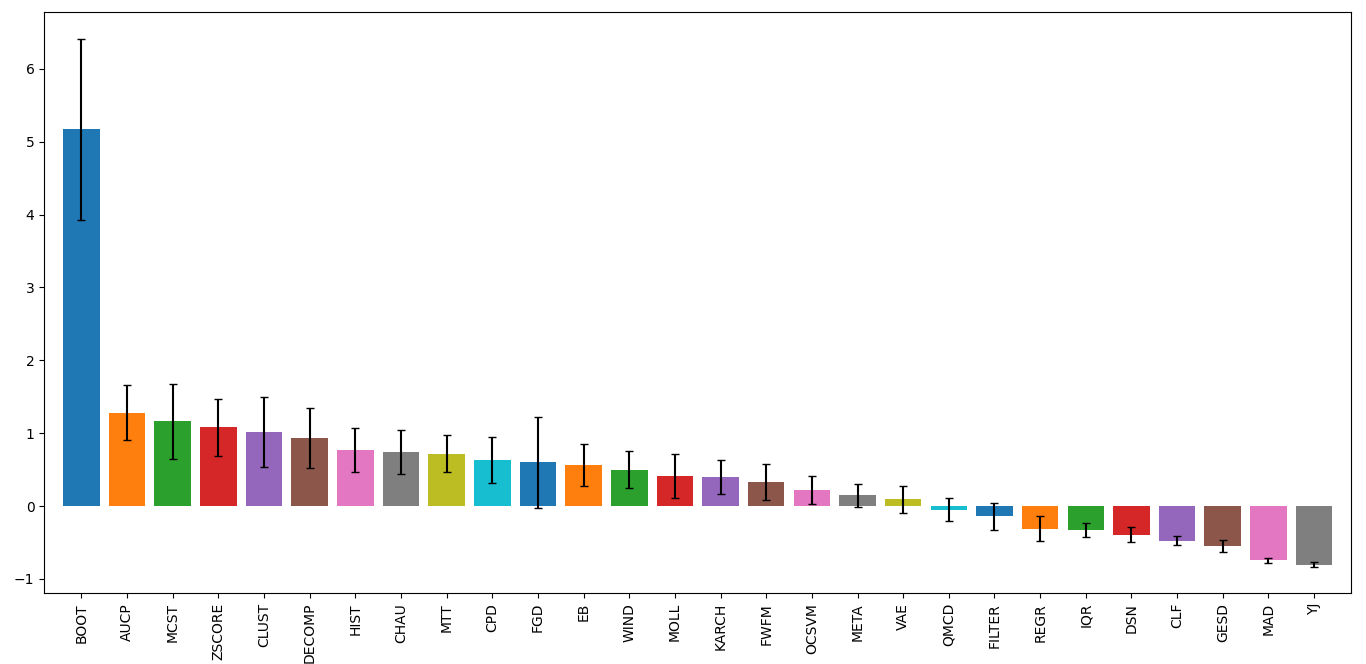 6
5
4
3
2
1
0
−1
BOOT
AUCP
MCST
ZSCORE
CLUST
DECOMP
HIST
CHAU
MTT
CPD
FGD
EB
WIND
MOLL
KARCH
FWFM
OCSVM
META
VAE
QMCD
FILTER
REGR
IQR
DSN
CLF
GESD
MAD
YJ